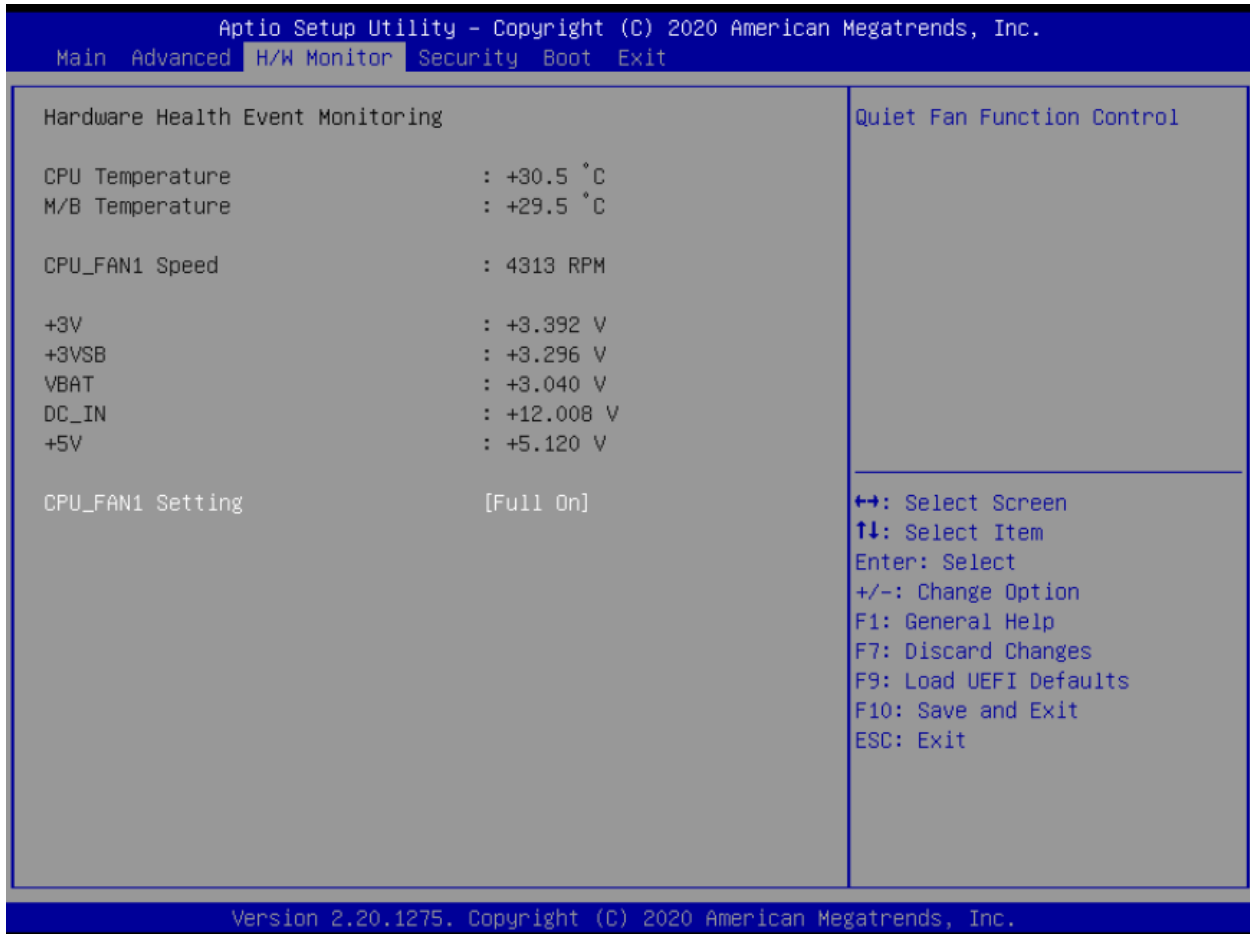 Aptio Setup Utility – Copyright (C) 2020 American Megatrends, Inc.
Main Advanced H/W Monitor Security Boot Exit
Hardware Health Event Monitoring
CPU Temperature : +30.5 °C
M/B Temperature : +29.5 °C
CPU_FAN1 Speed : 4313 RPM
+3V : +3.392 V
+3VSB : +3.296 V
VBAT : +3.040 V
DC_IN : +12.008 V
+5V : +5.120 V
CPU_FAN1 Setting [Full On]
Quiet Fan Function Control
↔: Select Screen
↑↓: Select Item
Enter: Select
+/-: Change Option
F1: General Help
F7: Discard Changes
F9: Load UEFI Defaults
F10: Save and Exit
ESC: Exit
Version 2.20.1275. Copyright (C) 2020 American Megatrends, Inc.